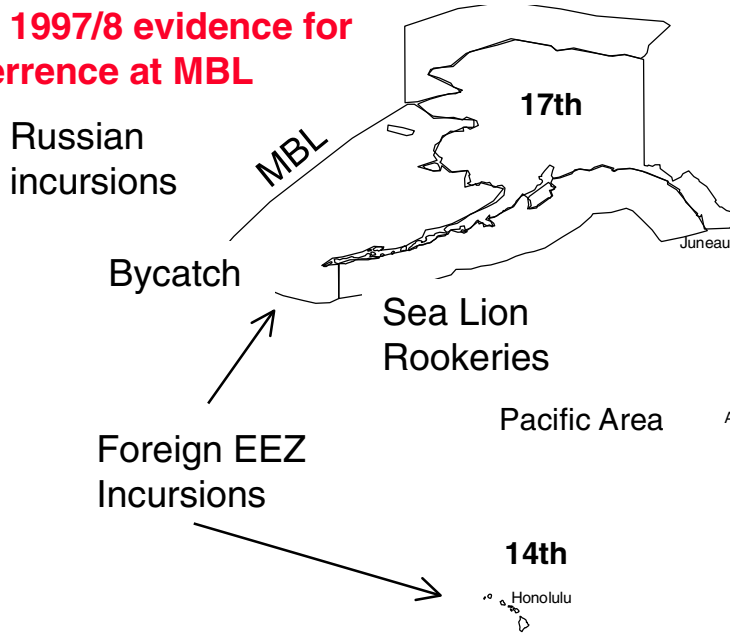 1997/8 evidence for
errence at MBL
17th
Russian
incursions
MBL
Juneau
Bycatch
Sea Lion
Rookeries
Pacific Area
A
Foreign EEZ
Incursions
14th
Honolulu